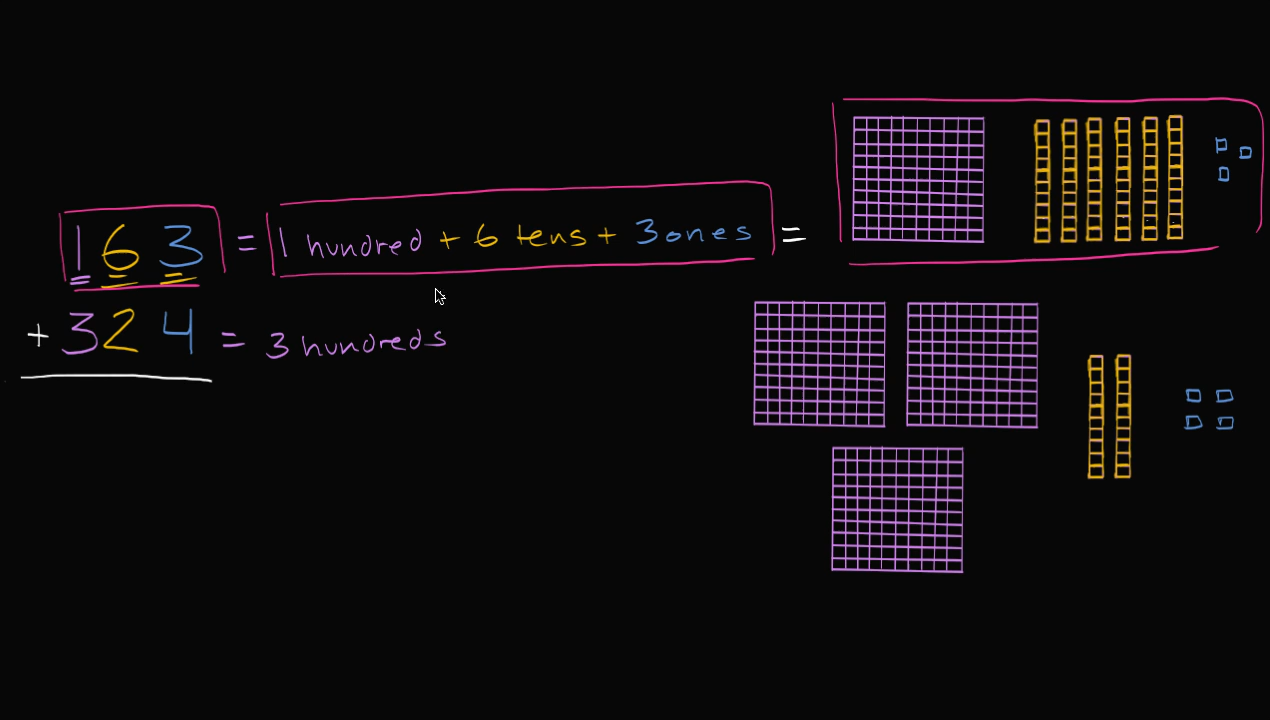 163 = 1 hundred + 6 tens + 3 ones =
+ 324 = 3 hundreds